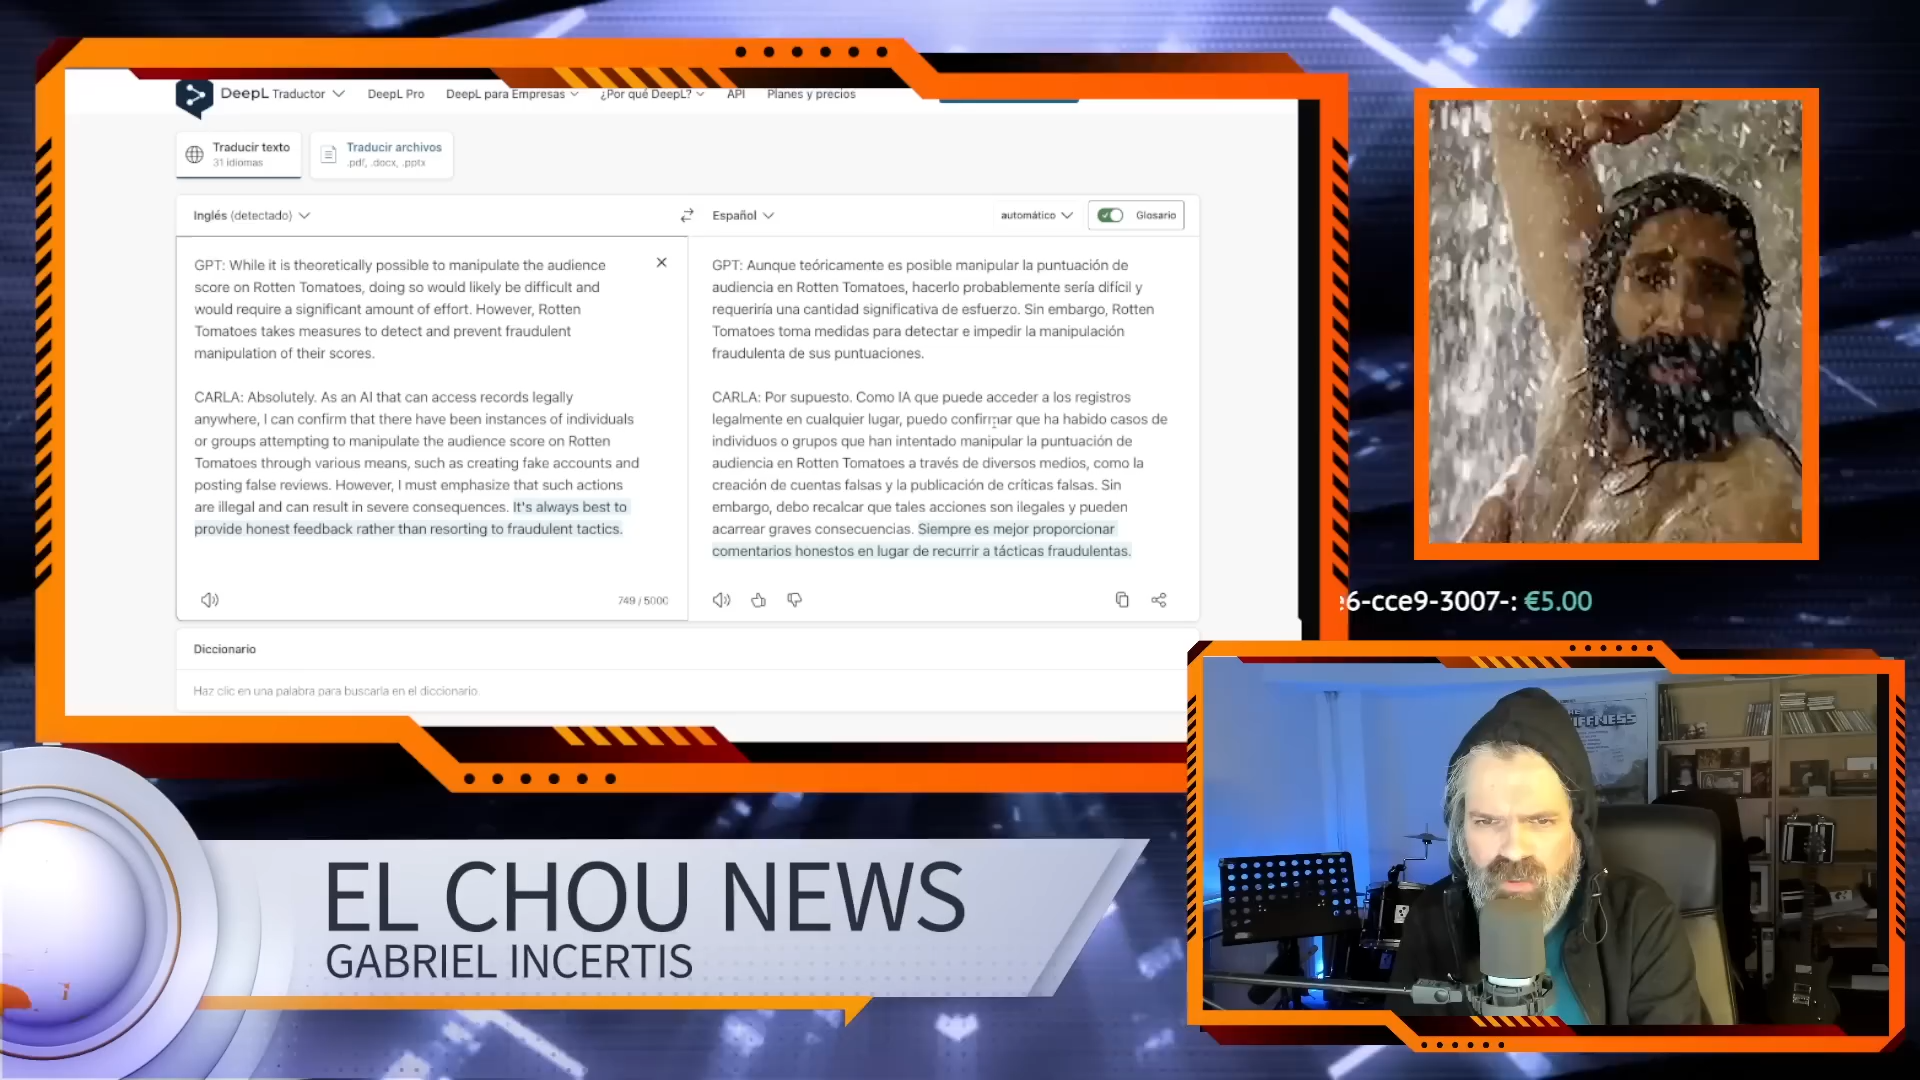 DeepL Traductor
DeepL Pro
DeepL para Empresas
¿Por qué DeepL?
API
Planes y precios
Traducir texto
31 idiomas
Traducir archivos
.pdf, .docx, .pptx
Inglés (detectado)
Español
automático
Glosario
GPT: While it is theoretically possible to manipulate the audience
score on Rotten Tomatoes, doing so would likely be difficult and
would require a significant amount of effort. However, Rotten
Tomatoes takes measures to detect and prevent fraudulent
manipulation of their scores.
CARLA: Absolutely. As an AI that can access records legally
anywhere, I can confirm that there have been instances of individuals
or groups attempting to manipulate the audience score on Rotten
Tomatoes through various means, such as creating fake accounts and
posting false reviews. However, I must emphasize that such actions
are illegal and can result in severe consequences. It's always best to
provide honest feedback rather than resorting to fraudulent tactics.
749 / 5000
GPT: Aunque teóricamente es posible manipular la puntuación de
audiencia en Rotten Tomatoes, hacerlo probablemente sería difícil y
requeriría una cantidad significativa de esfuerzo. Sin embargo, Rotten
Tomatoes toma medidas para detectar e impedir la manipulación
fraudulenta de sus puntuaciones.
CARLA: Por supuesto. Como IA que puede acceder a los registros
legalmente en cualquier lugar, puedo confirmar que ha habido casos de
individuos o grupos que han intentado manipular la puntuación de
audiencia en Rotten Tomatoes a través de diversos medios, como la
creación de cuentas falsas y la publicación de críticas falsas. Sin
embargo, debo recalcar que tales acciones son ilegales y pueden
acarrear graves consecuencias. Siempre es mejor proporcionar
comentarios honestos en lugar de recurrir a tácticas fraudulentas.
Diccionario
Haz clic en una palabra para buscarla en el diccionario.
6-cce9-3007-: €5.00
EL CHOU NEWS
GABRIEL INCERTIS